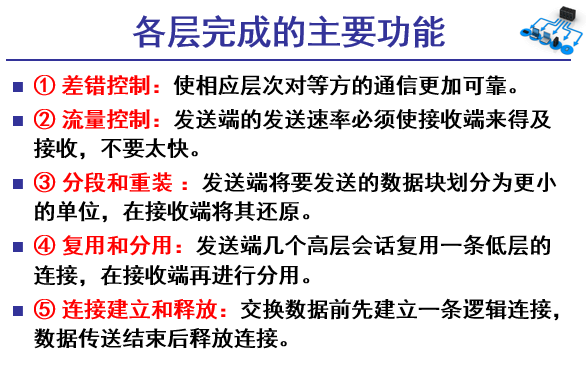 各层完成的主要功能
① 差错控制：使相应层次对等方的通信更加可靠。
② 流量控制：发送端的发送速率必须使接收端来得及
接收，不要太快。
③ 分段和重装 ：发送端将要发送的数据块划分为更小
的单位，在接收端将其还原。
④ 复用和分用：发送端几个高层会话复用一条低层的
连接，在接收端再进行分用。
⑤ 连接建立和释放：交换数据前先建立一条逻辑连接，
数据传送结束后释放连接。